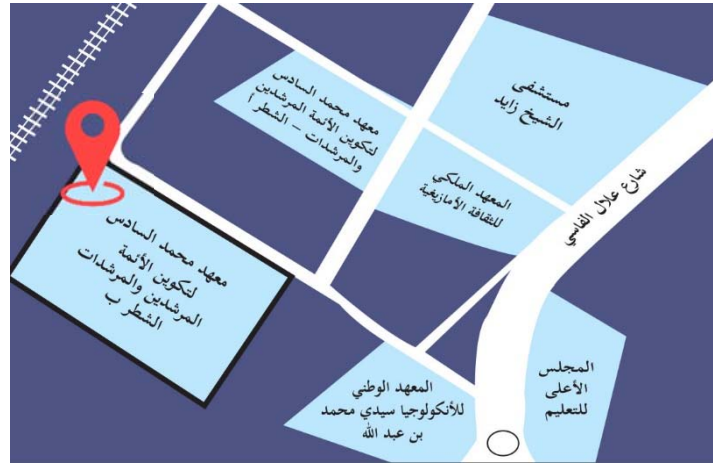 مستشفى
الشيخ زايد
معهد محمد السادس
لتكوين الأئمة المرشدين
والمرشدات – الشطر أ
المعهد الملكي
للثقافة الأمازيغية
شارع علال الفاسي
معهد محمد السادس
لتكوين الأئمة
المرشدين والمرشدات
الشطر ب
المجلس
الأعلى
للتعليم
المعهد الوطني
للأنكولوجيا سيدي محمد
بن عبد الله